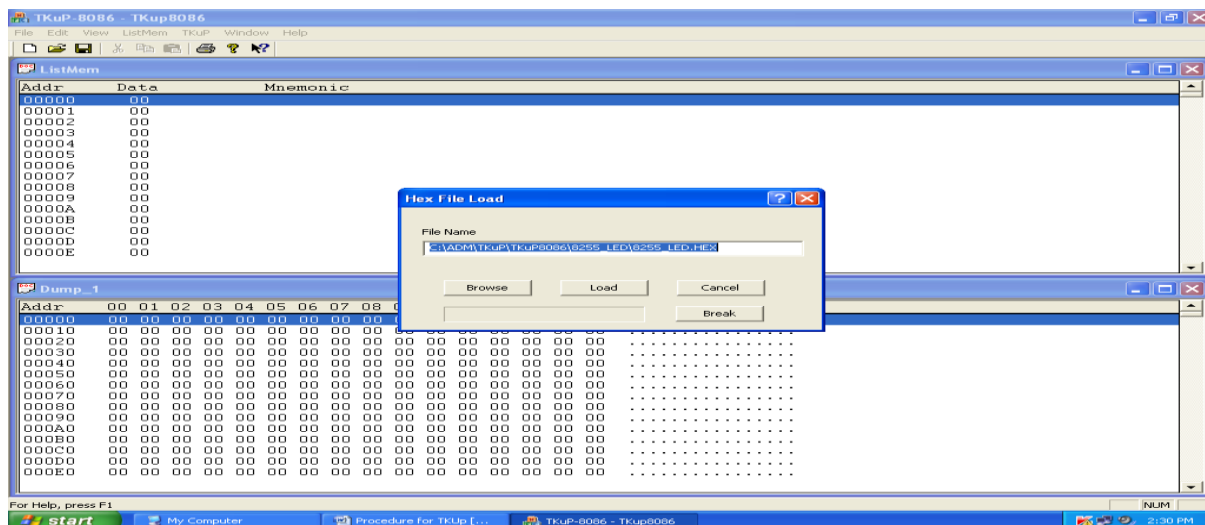 TKuP-8086 - TKup8086
File Edit View ListMem TKuP Window Help
ListMem
Addr Data Mnemonic
00000 00
00001 00
00002 00
00003 00
00004 00
00005 00
00006 00
00007 00
00008 00
00009 00
0000A 00
0000B 00
0000C 00
0000D 00
0000E 00
Hex File Load
File Name
C:\ADM\TKuP\TKuP8086\8255_LED\8255_LED.HEX
Browse Load Cancel
Break
Dump_1
Addr 00 01 02 03 04 05 06 07 08
00000 00 00 00 00 00 00 00 00 00
00010 00 00 00 00 00 00 00 00 00 00 00 00 00 00 00 00 ................
00020 00 00 00 00 00 00 00 00 00 00 00 00 00 00 00 00 ................
00030 00 00 00 00 00 00 00 00 00 00 00 00 00 00 00 00 ................
00040 00 00 00 00 00 00 00 00 00 00 00 00 00 00 00 00 ................
00050 00 00 00 00 00 00 00 00 00 00 00 00 00 00 00 00 ................
00060 00 00 00 00 00 00 00 00 00 00 00 00 00 00 00 00 ................
00070 00 00 00 00 00 00 00 00 00 00 00 00 00 00 00 00 ................
00080 00 00 00 00 00 00 00 00 00 00 00 00 00 00 00 00 ................
00090 00 00 00 00 00 00 00 00 00 00 00 00 00 00 00 00 ................
000A0 00 00 00 00 00 00 00 00 00 00 00 00 00 00 00 00 ................
000B0 00 00 00 00 00 00 00 00 00 00 00 00 00 00 00 00 ................
000C0 00 00 00 00 00 00 00 00 00 00 00 00 00 00 00 00 ................
000D0 00 00 00 00 00 00 00 00 00 00 00 00 00 00 00 00 ................
000E0 00 00 00 00 00 00 00 00 00 00 00 00 00 00 00 00 ................
For Help, press F1 NUM
start My Computer Procedure for TKUp [... TKuP-8086 - TKup8086 2:30 PM